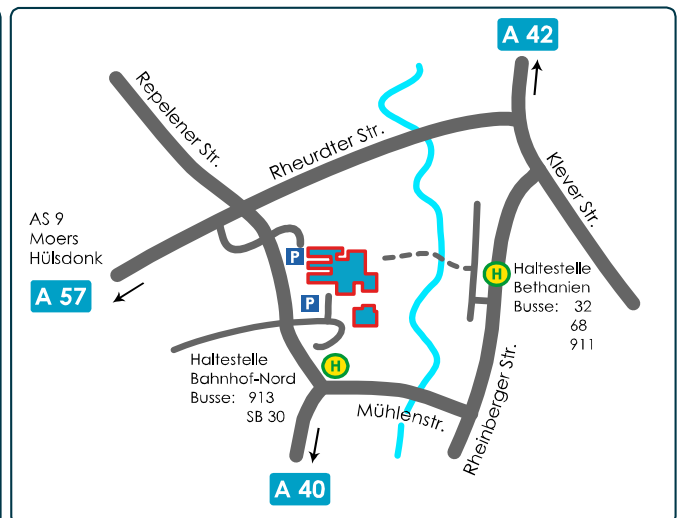 A 42
Repelener Str.
Rheurdter Str.
Klever Str.
AS 9
Moers
Hülsdonk
A 57
P
P
H
Haltestelle
Bethanien
Busse: 32
68
911
Haltestelle
Bahnhof-Nord
Busse: 913
SB 30
H
Mühlenstr.
Rheinberger Str.
A 40